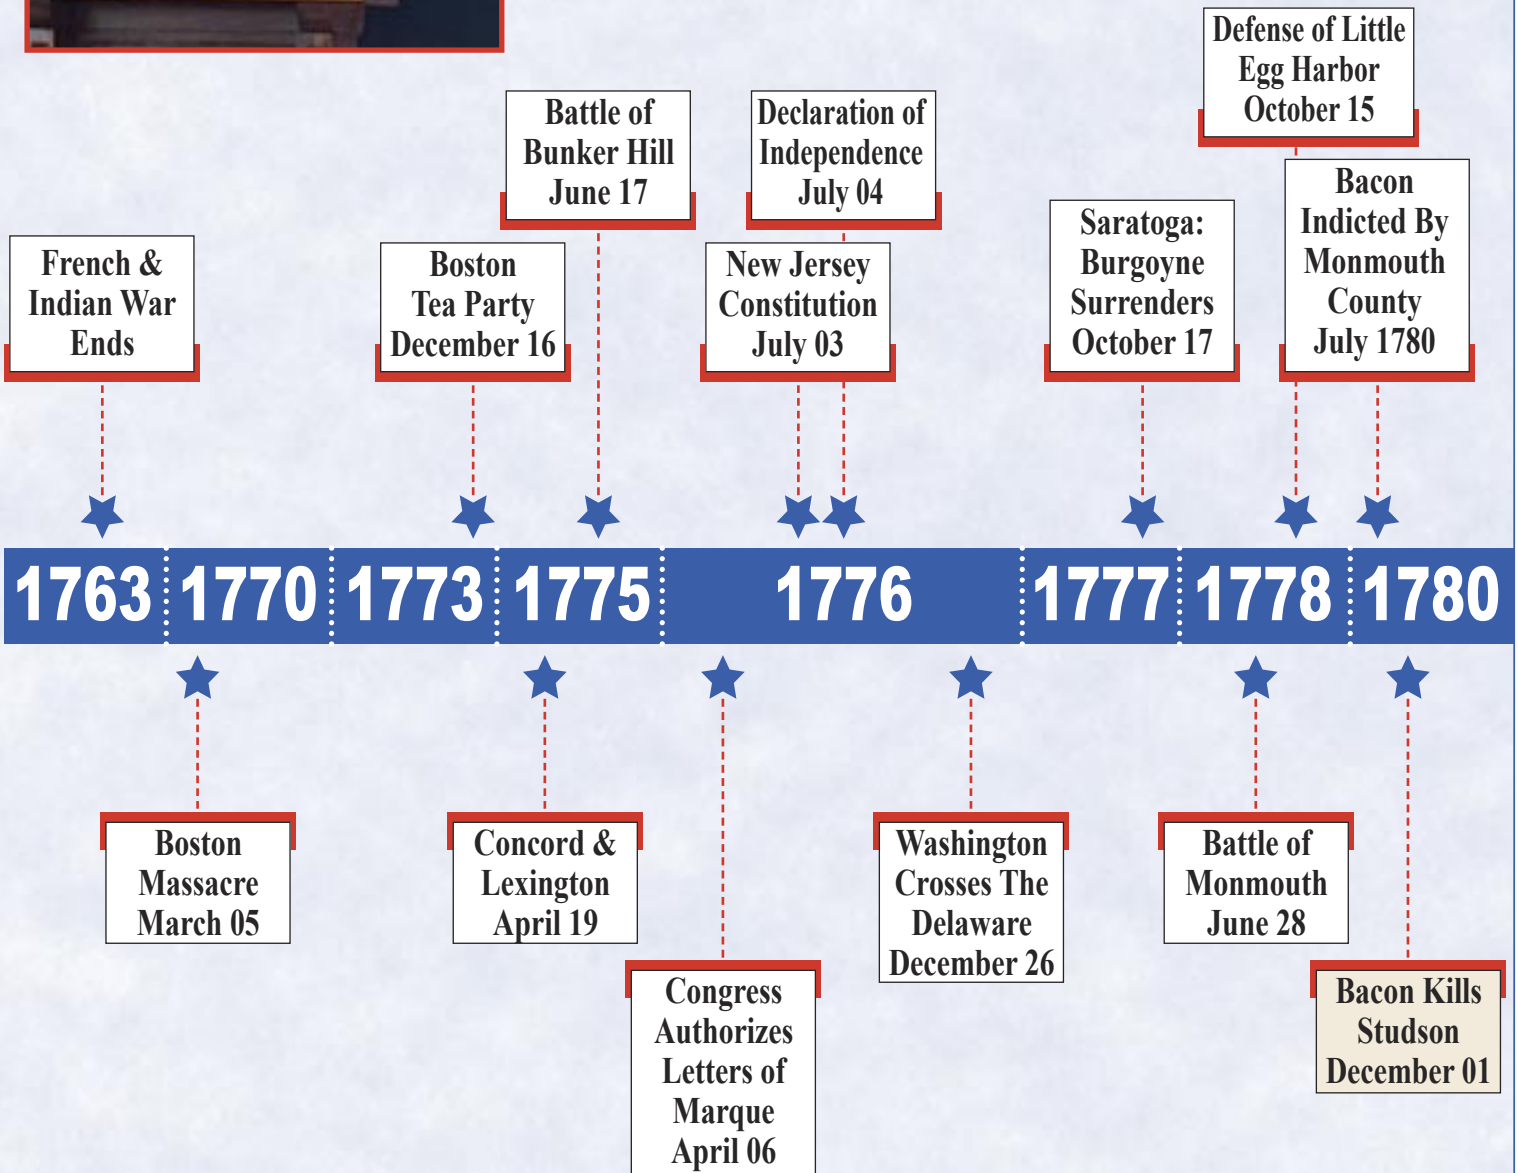 Defense of Little
Egg Harbor
October 15
Battle of
Bunker Hill
June 17
Declaration of
Independence
July 04
Bacon
Indicted By
Monmouth
County
July 1780
Saratoga:
Burgoyne
Surrenders
October 17
French &
Indian War
Ends
Boston
Tea Party
December 16
New Jersey
Constitution
July 03
1763
1770
1773
1775
1776
1777
1778
1780
Boston
Massacre
March 05
Concord &
Lexington
April 19
Washington
Crosses The
Delaware
December 26
Battle of
Monmouth
June 28
Congress
Authorizes
Letters of
Marque
April 06
Bacon Kills
Studson
December 01